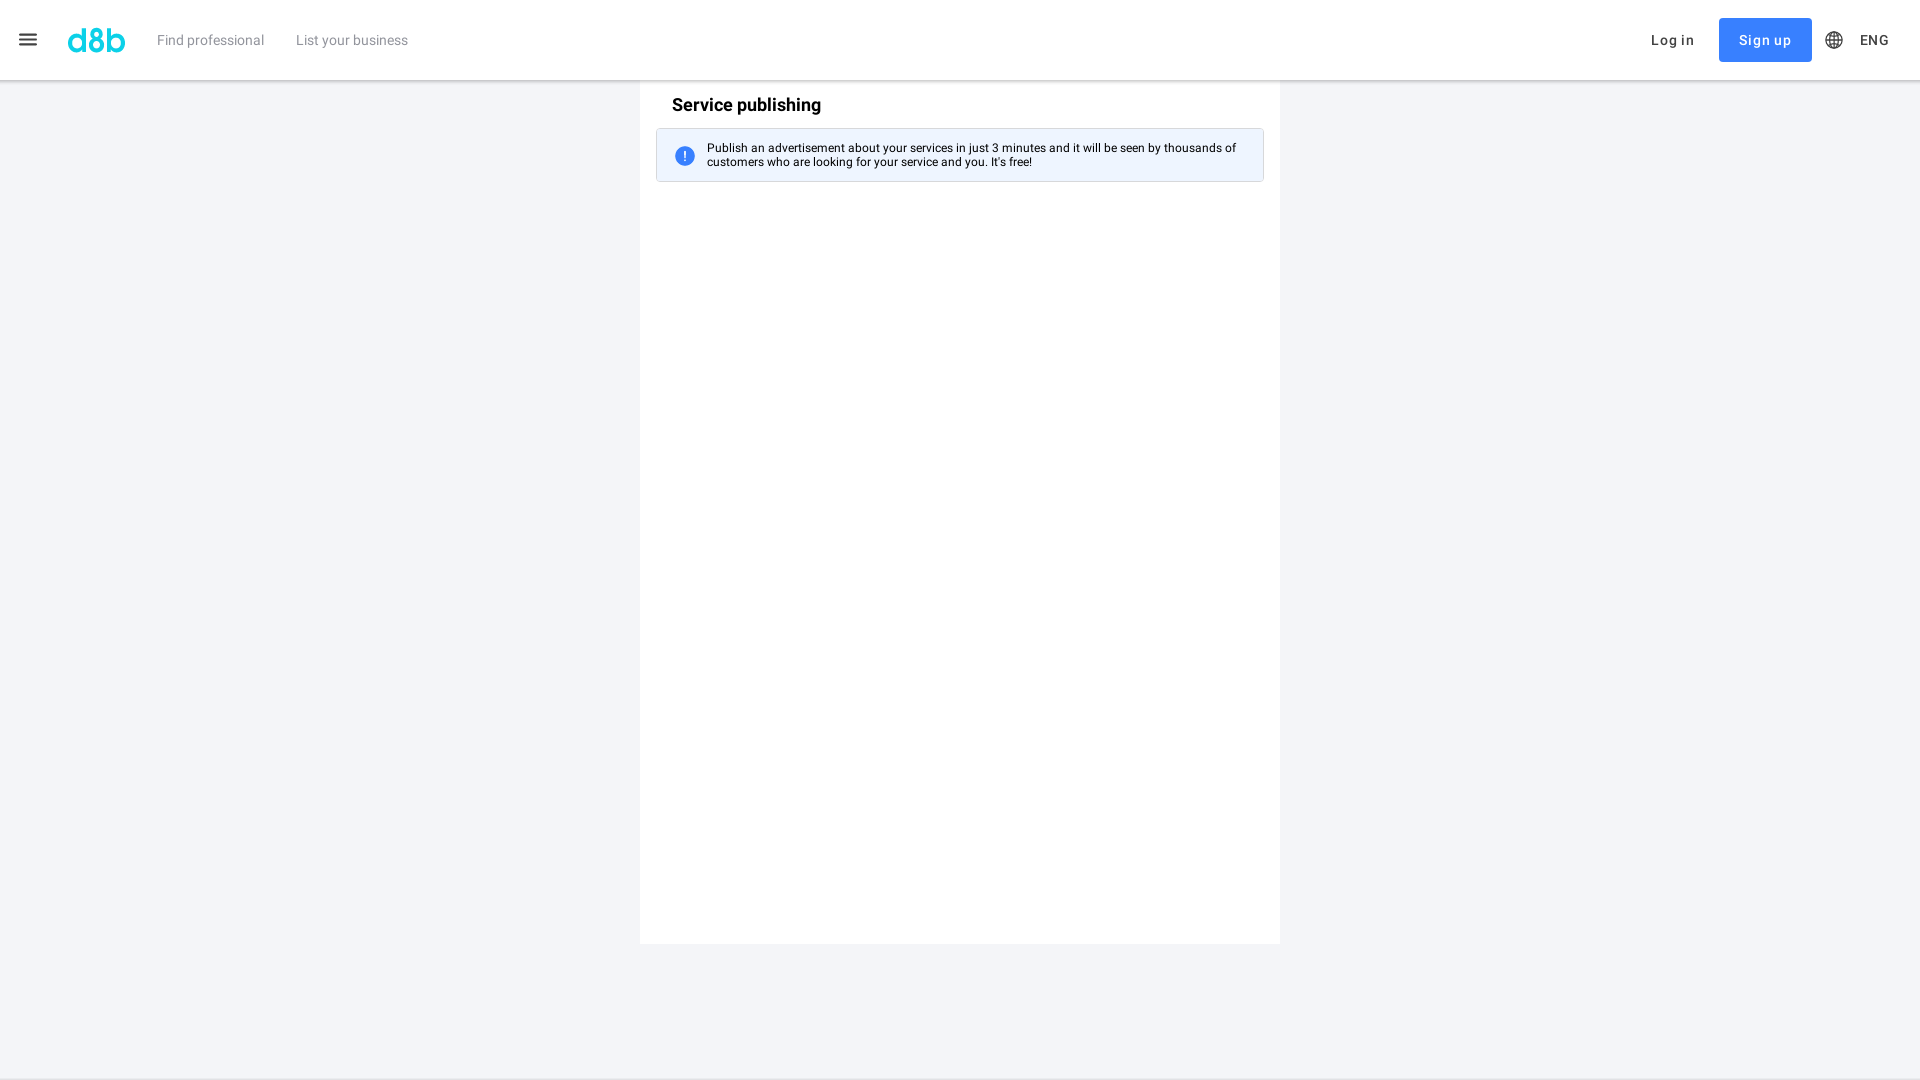 d8b
Find professional
List your business
Log in
Sign up
ENG
Service publishing
Publish an advertisement about your services in just 3 minutes and it will be seen by thousands of
customers who are looking for your service and you. It's free!